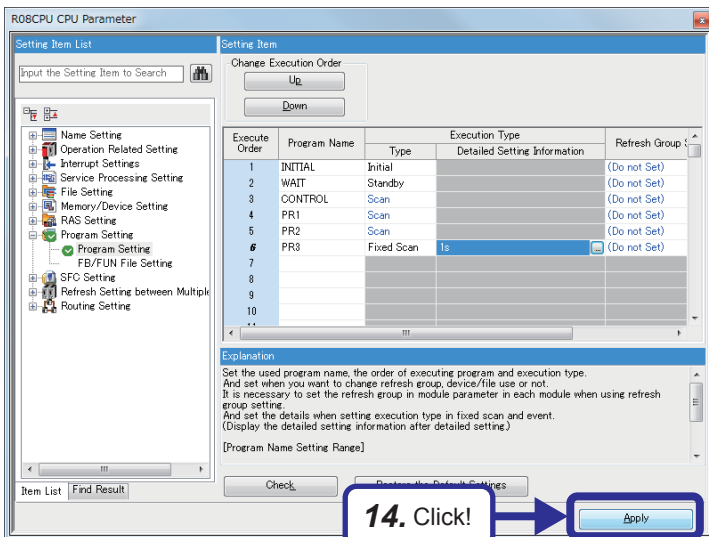 R08CPU CPU Parameter
Setting Item List
Input the Setting Item to Search
Name Setting
Operation Related Setting
Interrupt Settings
Service Processing Setting
File Setting
Memory/Device Setting
RAS Setting
Program Setting
Program Setting
FB/FUN File Setting
SFC Setting
Refresh Setting between Multiple
Routing Setting
Item List Find Result
Setting Item
Change Execution Order
Up
Down
Execute Order Program Name Execution Type Refresh Group
Type Detailed Setting Information
1 INITIAL Initial (Do not Set)
2 WAIT Standby (Do not Set)
3 CONTROL Scan (Do not Set)
4 PR1 Scan (Do not Set)
5 PR2 Scan (Do not Set)
6 PR3 Fixed Scan 1s ... (Do not Set)
7
8
9
10
Explanation
Set the used program name, the order of executing program and execution type.
And set when you want to change refresh group, device/file use or not.
It is necessary to set the refresh group in module parameter in each module when using refresh
group setting.
And set the details when setting execution type in fixed scan and event.
(Display the detailed setting information after detailed setting.)
[Program Name Setting Range]
Check Restore the Default Settings
14. Click!
Apply